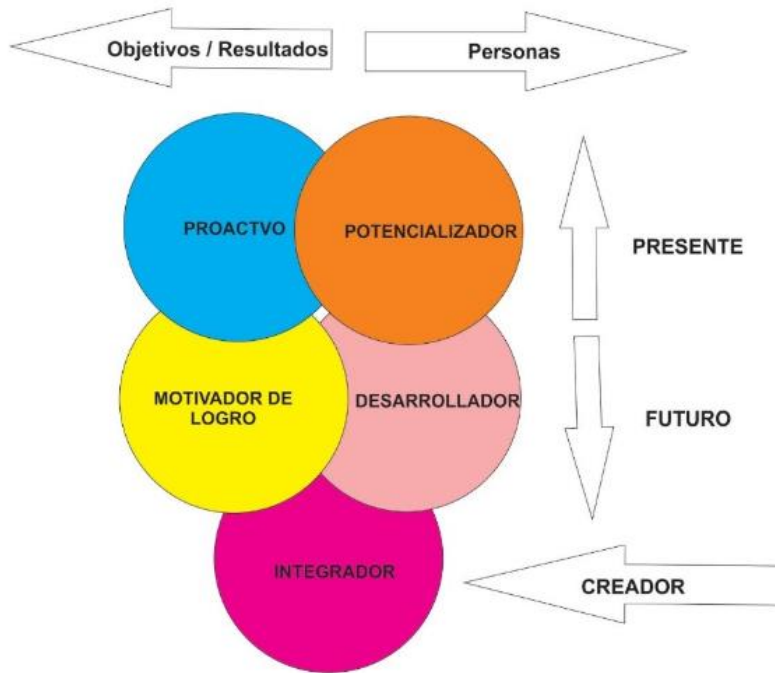 Objetivos / Resultados
Personas
PROACTVO
POTENCIALIZADOR
PRESENTE
MOTIVADOR DE
LOGRO
DESARROLLADOR
FUTURO
INTEGRADOR
CREADOR